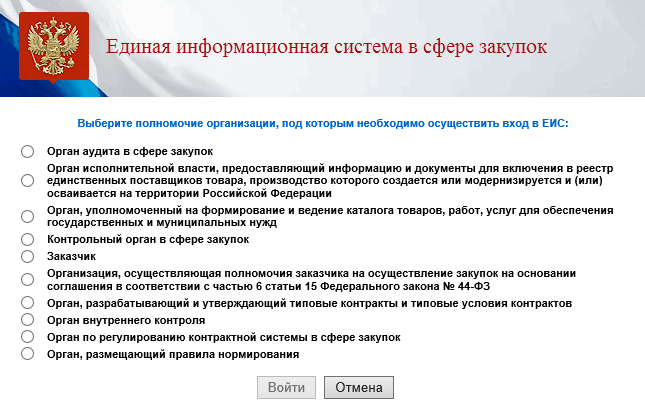 Единая информационная система в сфере закупок
Выберите полномочие организации, под которым необходимо осуществить вход в ЕИС:
Орган аудита в сфере закупок
Орган исполнительной власти, предоставляющий информацию и документы для включения в реестр
единственных поставщиков товара, производство которого создается или модернизируется и (или)
осваивается на территории Российской Федерации
Орган, уполномоченный на формирование и ведение каталога товаров, работ, услуг для обеспечения
государственных и муниципальных нужд
Контрольный орган в сфере закупок
Заказчик
Организация, осуществляющая полномочия заказчика на осуществление закупок на основании
соглашения в соответствии с частью 6 статьи 15 Федерального закона № 44-ФЗ
Орган, разрабатывающий и утверждающий типовые контракты и типовые условия контрактов
Орган внутреннего контроля
Орган по регулированию контрактной системы в сфере закупок
Орган, размещающий правила нормирования
Войти
Отмена